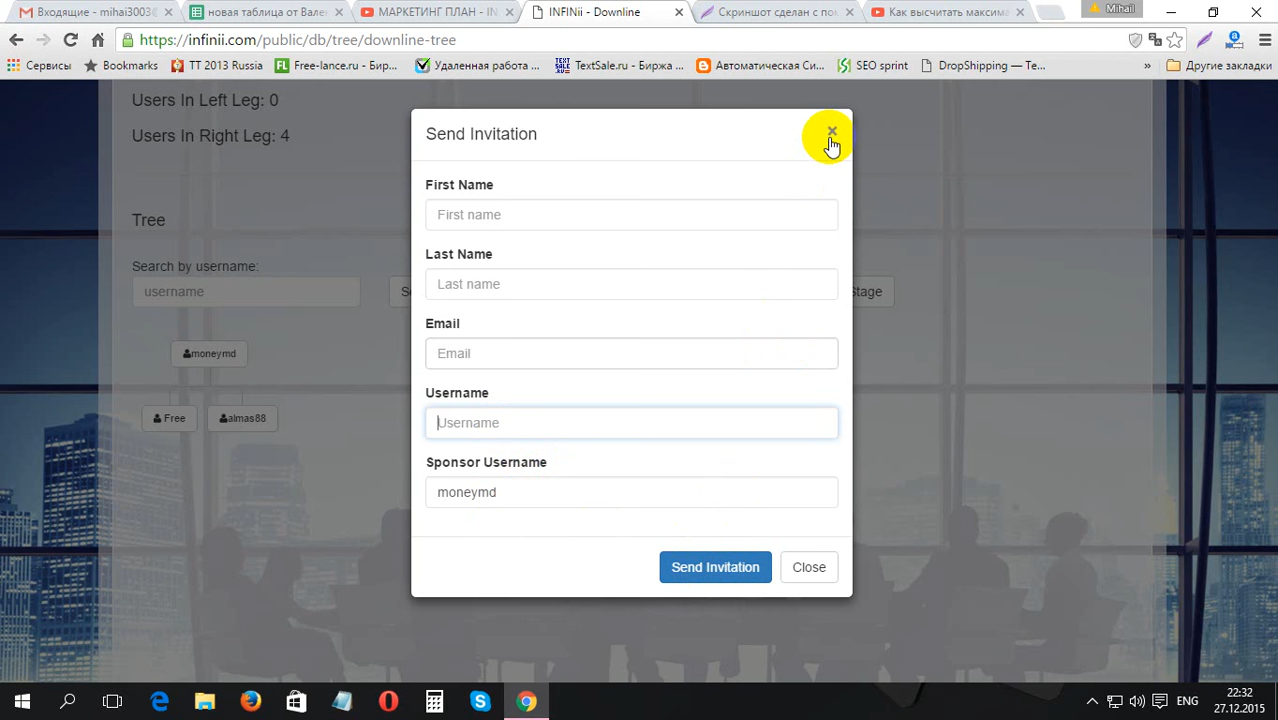 Входящие - mihai3003@
новая таблица от Вале
МАРКЕТИНГ ПЛАН - IN
INFINii - Downline
Скриншот сделан с по
Как высчитать максима
Mihail
https://infinii.com/public/db/tree/downline-tree
Сервисы
Bookmarks
TT 2013 Russia
Free-lance.ru - Бир...
Удаленная работа ...
TextSale.ru - Биржа ...
Автоматическая Си...
SEO sprint
DropShipping — Те...
»
Другие закладки
Users In Left Leg: 0
Users In Right Leg: 4
Tree
Search by username:
username
Stage
moneymd
Free
almas88
Send Invitation
×
First Name
First name
Last Name
Last name
Email
Email
Username
Username
Sponsor Username
moneymd
Send Invitation
Close
ENG
22:32
27.12.2015